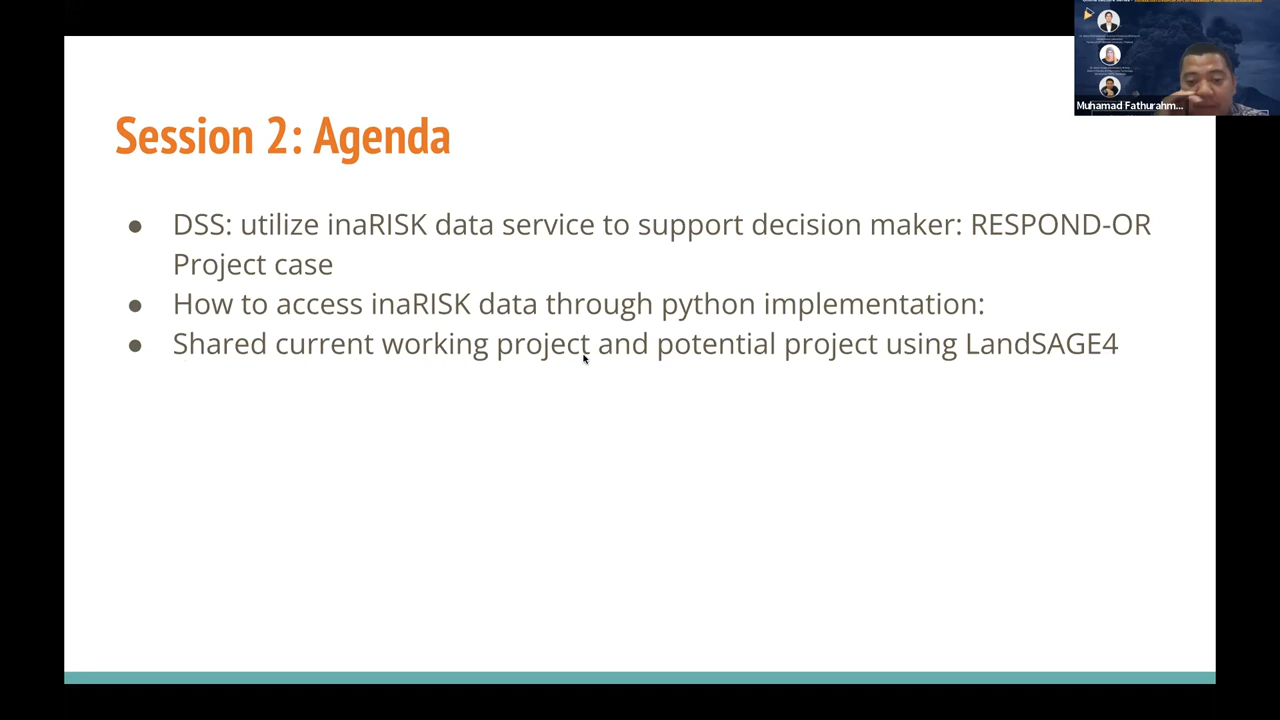 Session 2: Agenda
● DSS: utilize inaRISK data service to support decision maker: RESPOND-OR
Project case
● How to access inaRISK data through python implementation:
● Shared current working project and potential project using LandSAGE4
Muhamad Fathurahm...